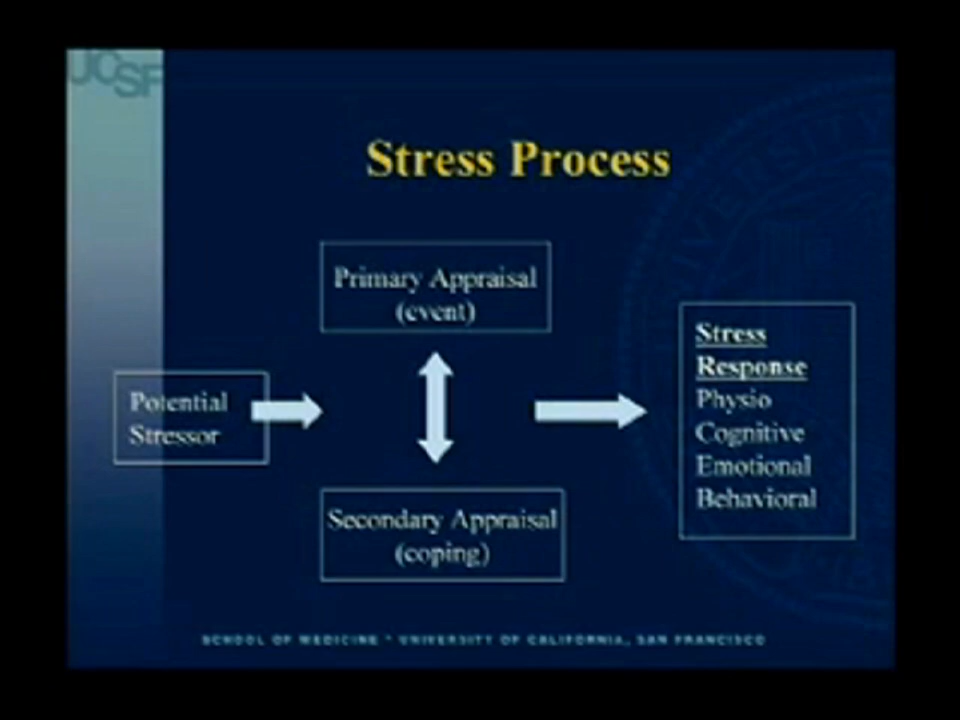 UCSF
Stress Process
Primary Appraisal
(event)
Potential
Stressor
Secondary Appraisal
(coping)
Stress
Response
Physio
Cognitive
Emotional
Behavioral
SCHOOL OF MEDICINE * UNIVERSITY OF CALIFORNIA, SAN FRANCISCO